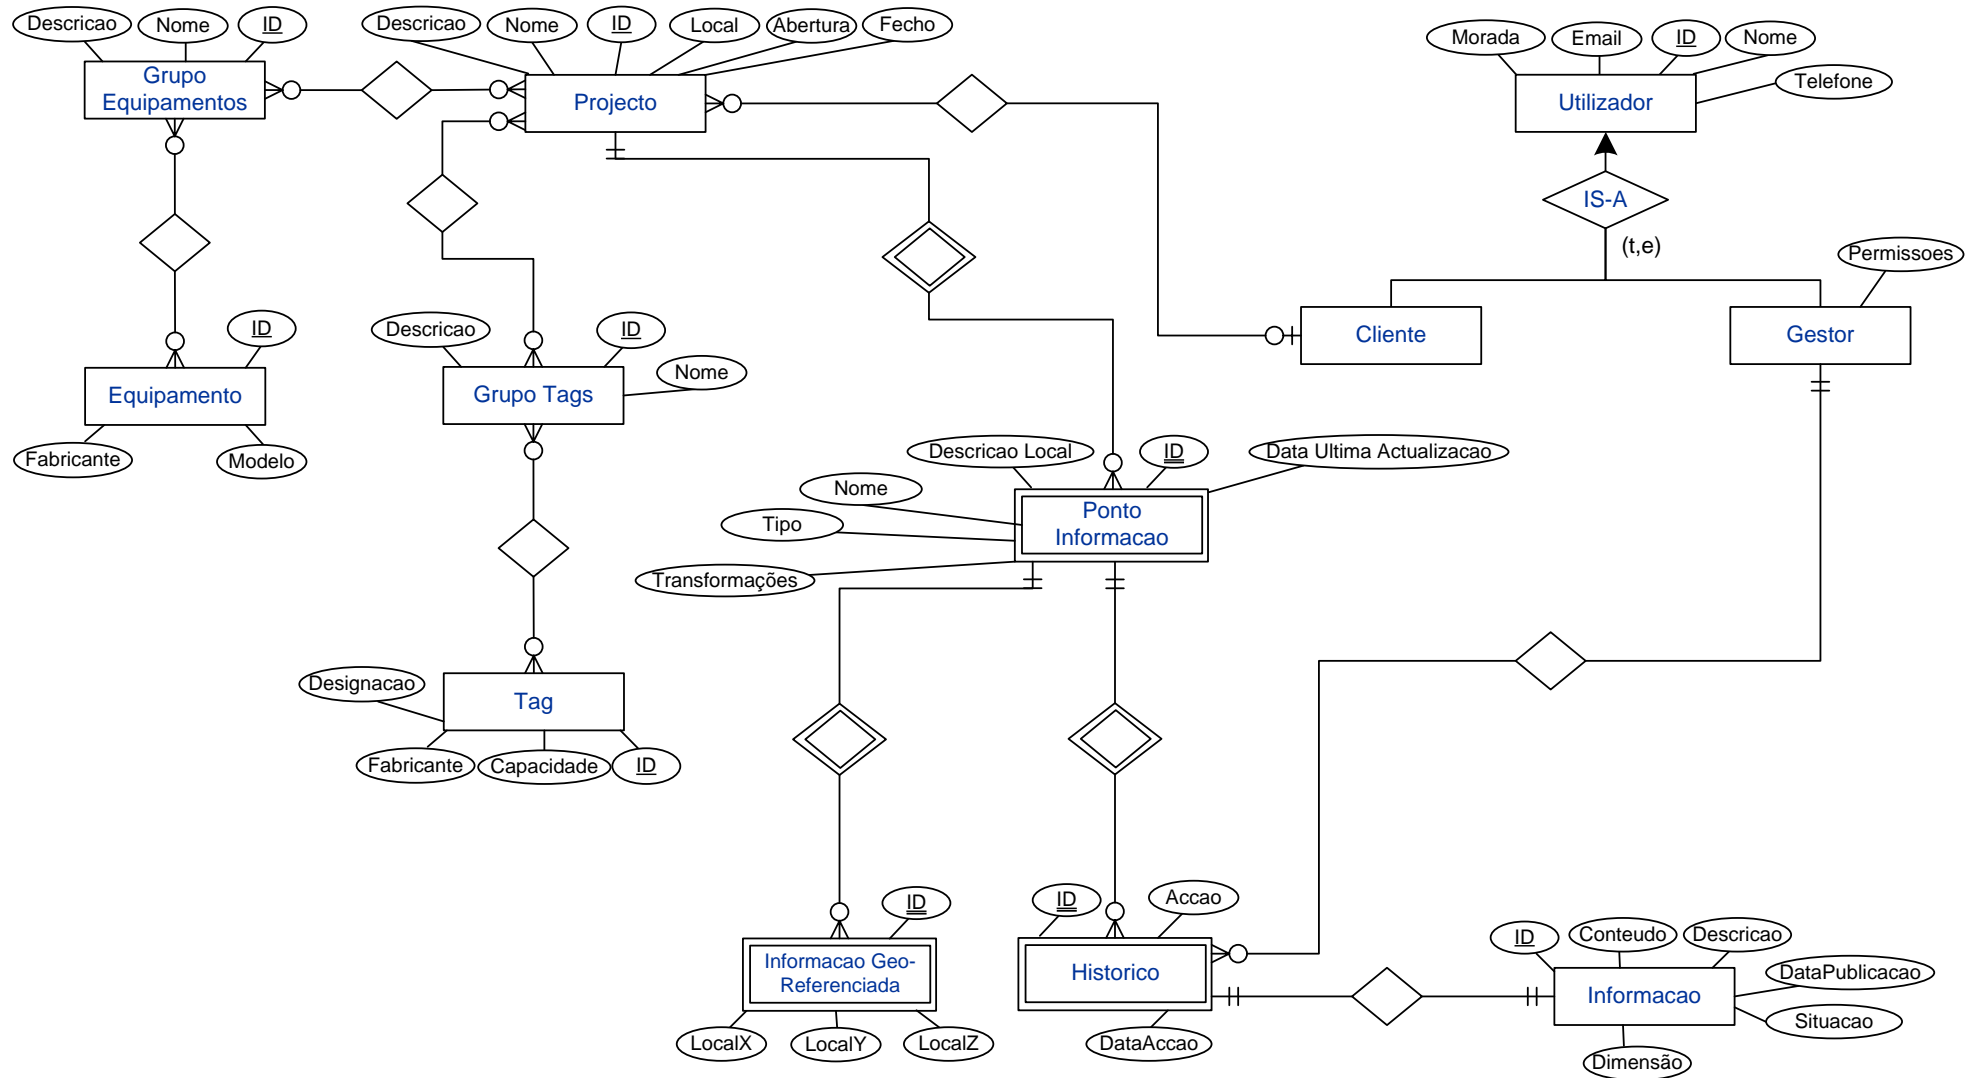 Descricao
Nome
ID
Grupo
Equipamentos
Descricao
Nome
ID
Local
Abertura
Fecho
Projecto
Morada
Email
ID
Nome
Telefone
Utilizador
IS-A
(t,e)
Permissoes
Cliente
Gestor
ID
Equipamento
Fabricante
Modelo
Descricao
ID
Nome
Grupo Tags
Descricao Local
ID
Data Ultima Actualizacao
Nome
Tipo
Transformações
Ponto
Informacao
Designacao
Tag
Fabricante
Capacidade
ID
ID
Informacao Geo-
Referenciada
LocalX
LocalY
LocalZ
ID
Accao
Historico
DataAccao
ID
Conteudo
Descricao
DataPublicacao
Informacao
Situacao
Dimensão